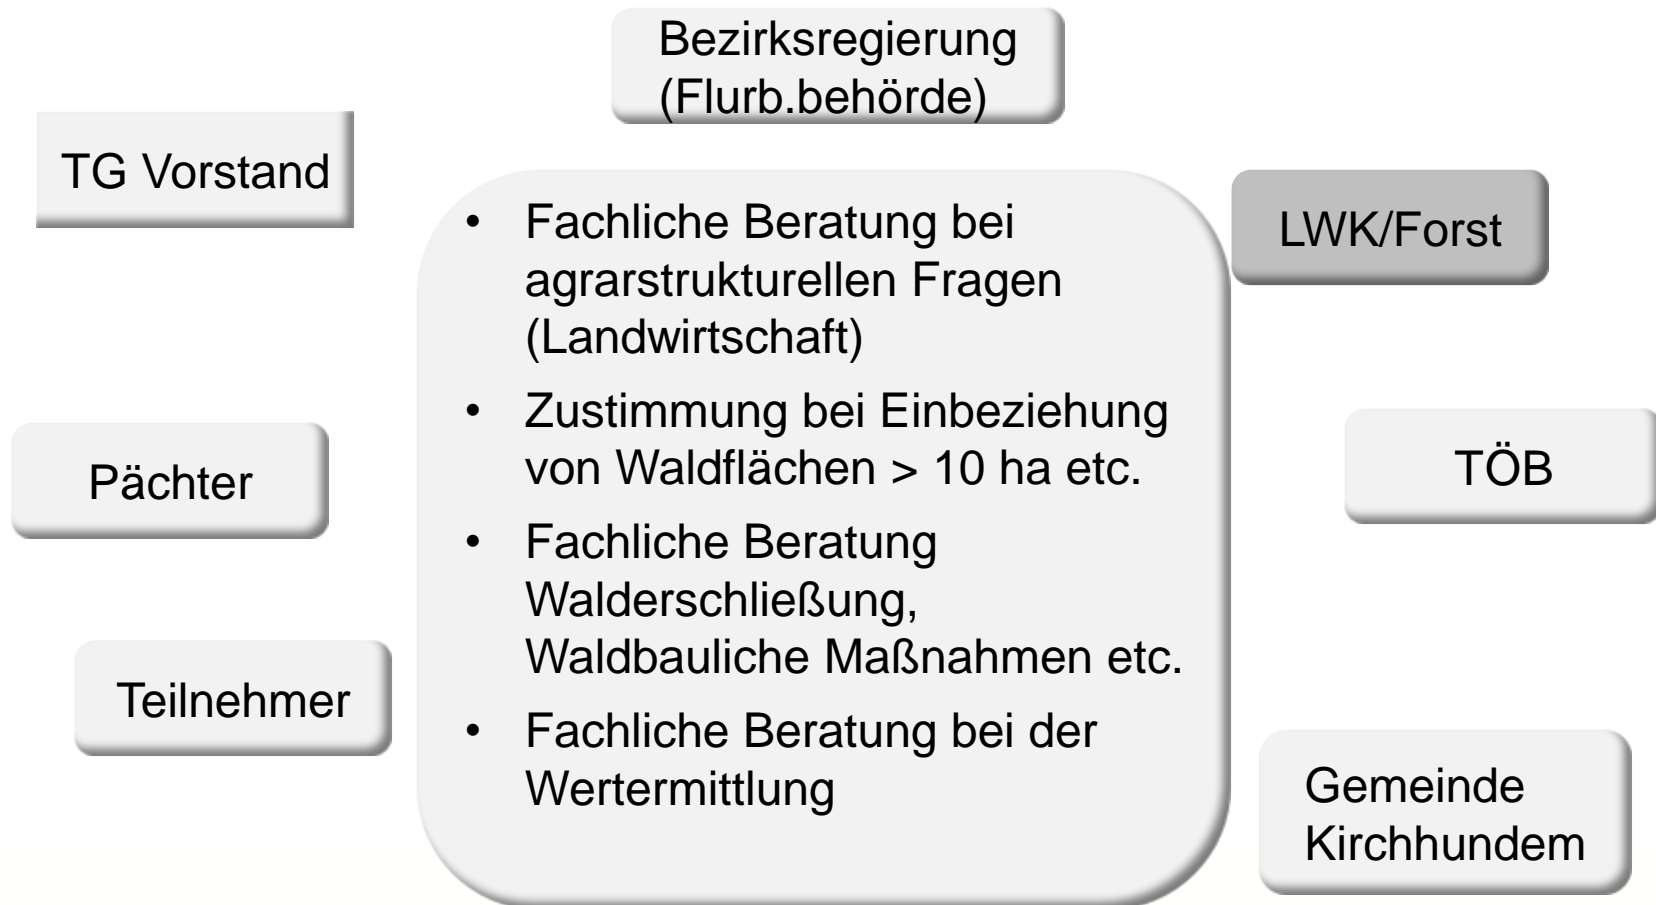 Bezirksregierung
(Flurb.behörde)
TG Vorstand
LWK/Forst
• Fachliche Beratung bei
agrarstrukturellen Fragen
(Landwirtschaft)
• Zustimmung bei Einbeziehung
von Waldflächen > 10 ha etc.
• Fachliche Beratung
Walderschließung,
Waldbauliche Maßnahmen etc.
• Fachliche Beratung bei der
Wertermittlung
Pächter
TÖB
Teilnehmer
Gemeinde
Kirchhundem